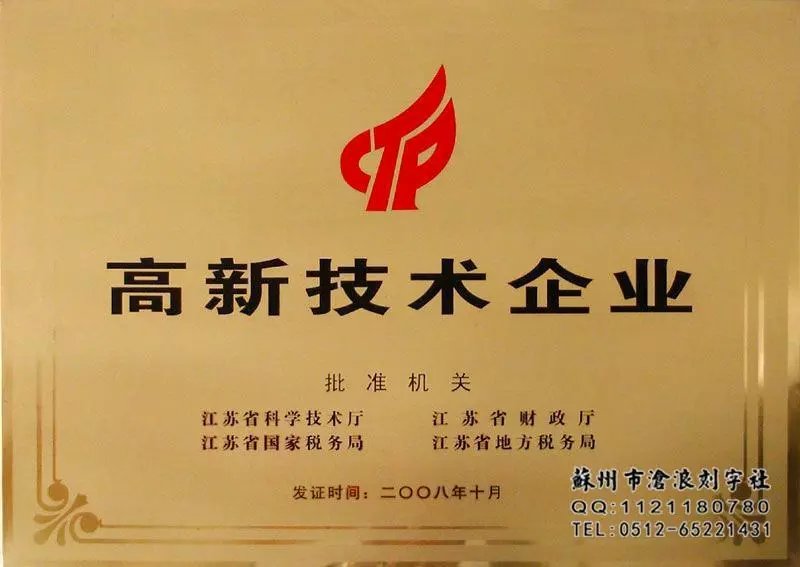 CTP
高新技术企业
批准机关
江苏省科学技术厅 江苏省财政厅
江苏省国家税务局 江苏省地方税务局
发证时间：二〇〇八年十月
蘇州市滄浪刻字社
QQ:1121180780
TEL:0512-65221431